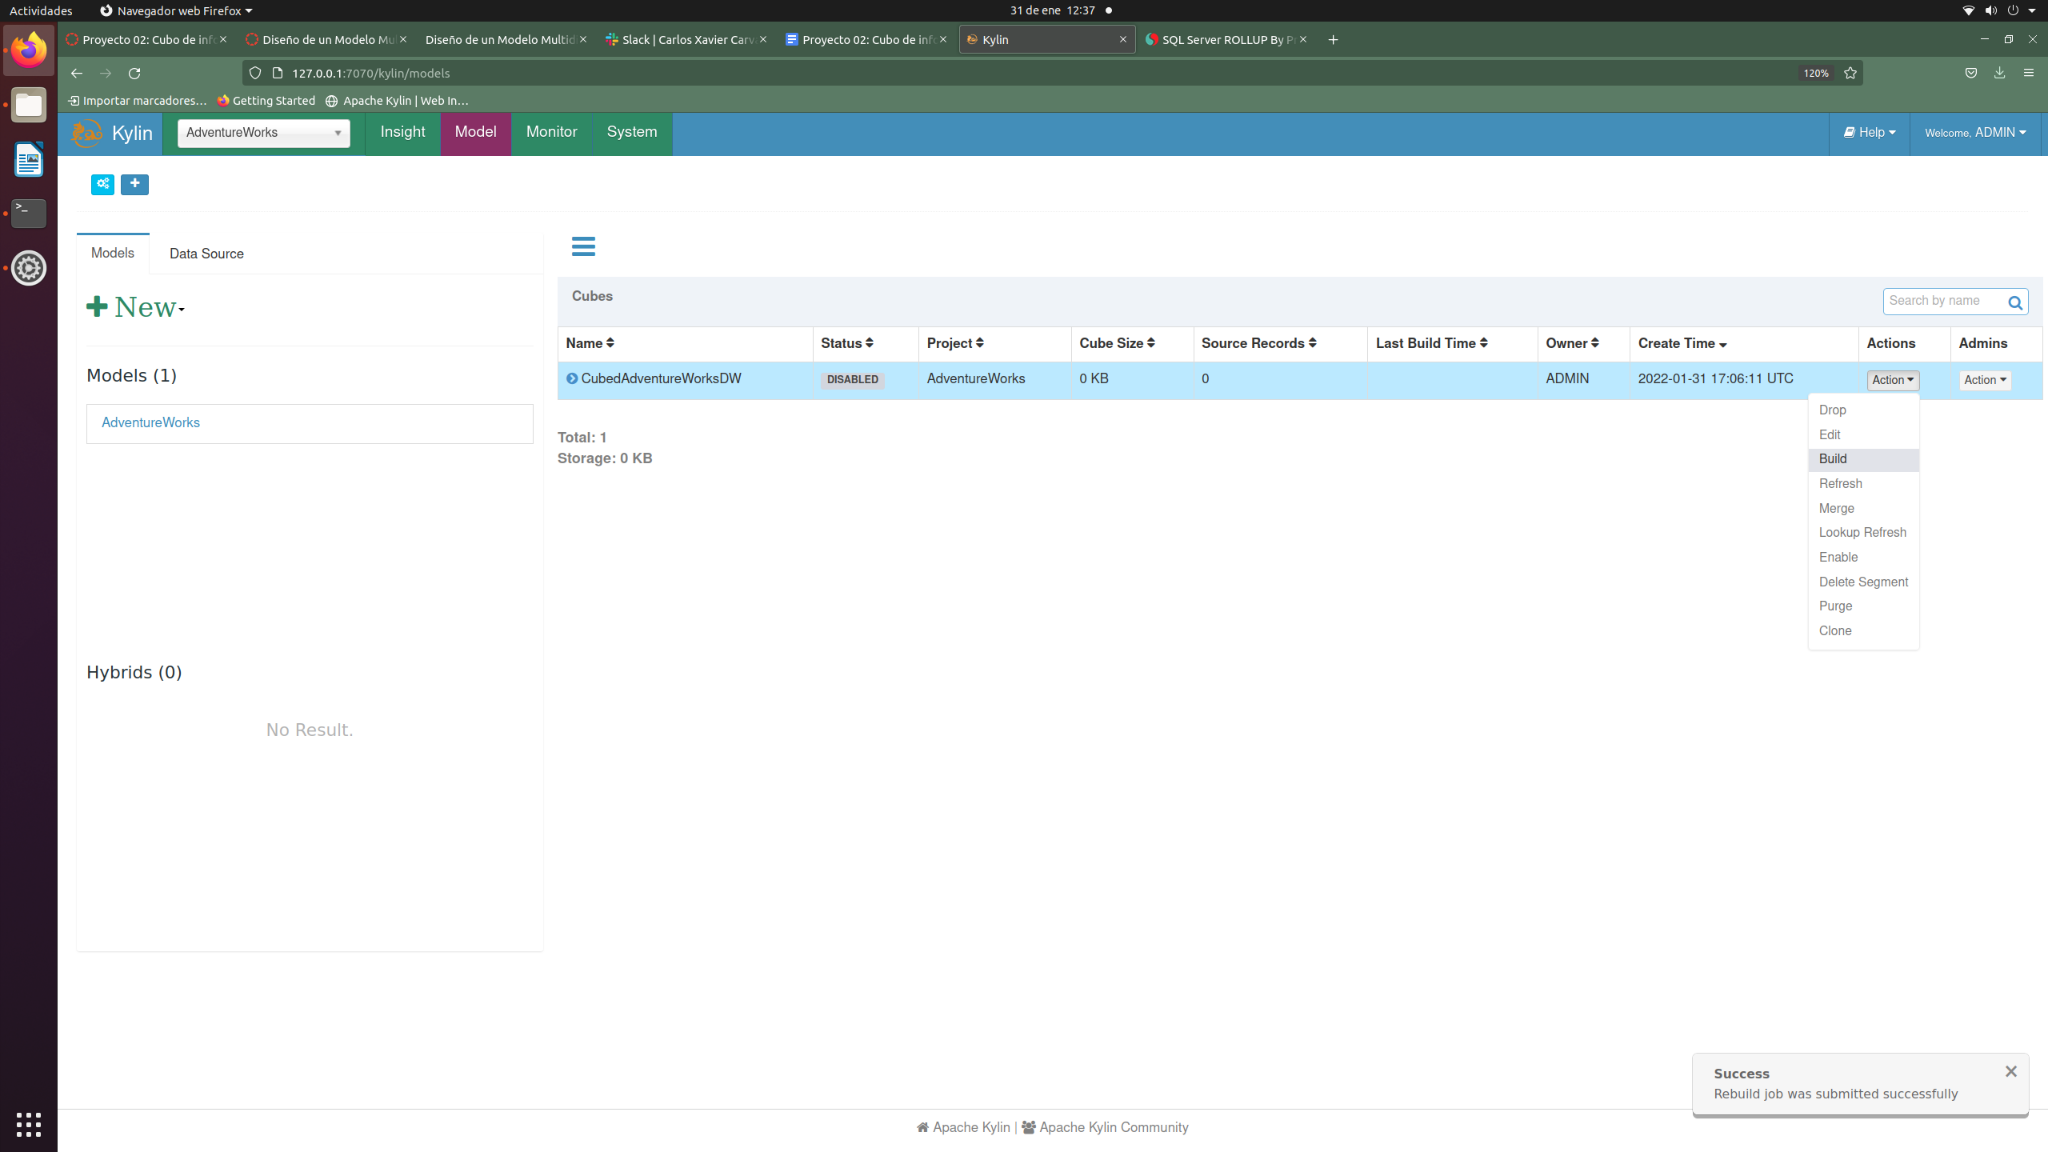 Actividades
Navegador web Firefox
31 de ene 12:37
Proyecto 02: Cubo de inf
Diseño de un Modelo Mu
Diseño de un Modelo Multid
Slack | Carlos Xavier Carv
Proyecto 02: Cubo de inf
Kylin
SQL Server ROLLUP By P
127.0.0.1:7070/kylin/models
120%
Importar marcadores...
Getting Started
Apache Kylin | Web In...
Kylin
AdventureWorks
Insight
Model
Monitor
System
Help
Welcome, ADMIN
Models
Data Source
New
Models (1)
AdventureWorks
Hybrids (0)
No Result.
Cubes
Search by name
Name Status Project Cube Size Source Records Last Build Time Owner Create Time Actions Admins
CubedAdventureWorksDW DISABLED AdventureWorks 0 KB 0 ADMIN 2022-01-31 17:06:11 UTC Action Action
Total: 1
Storage: 0 KB
Drop
Edit
Build
Refresh
Merge
Lookup Refresh
Enable
Delete Segment
Purge
Clone
Success
Rebuild job was submitted successfully
Apache Kylin | Apache Kylin Community